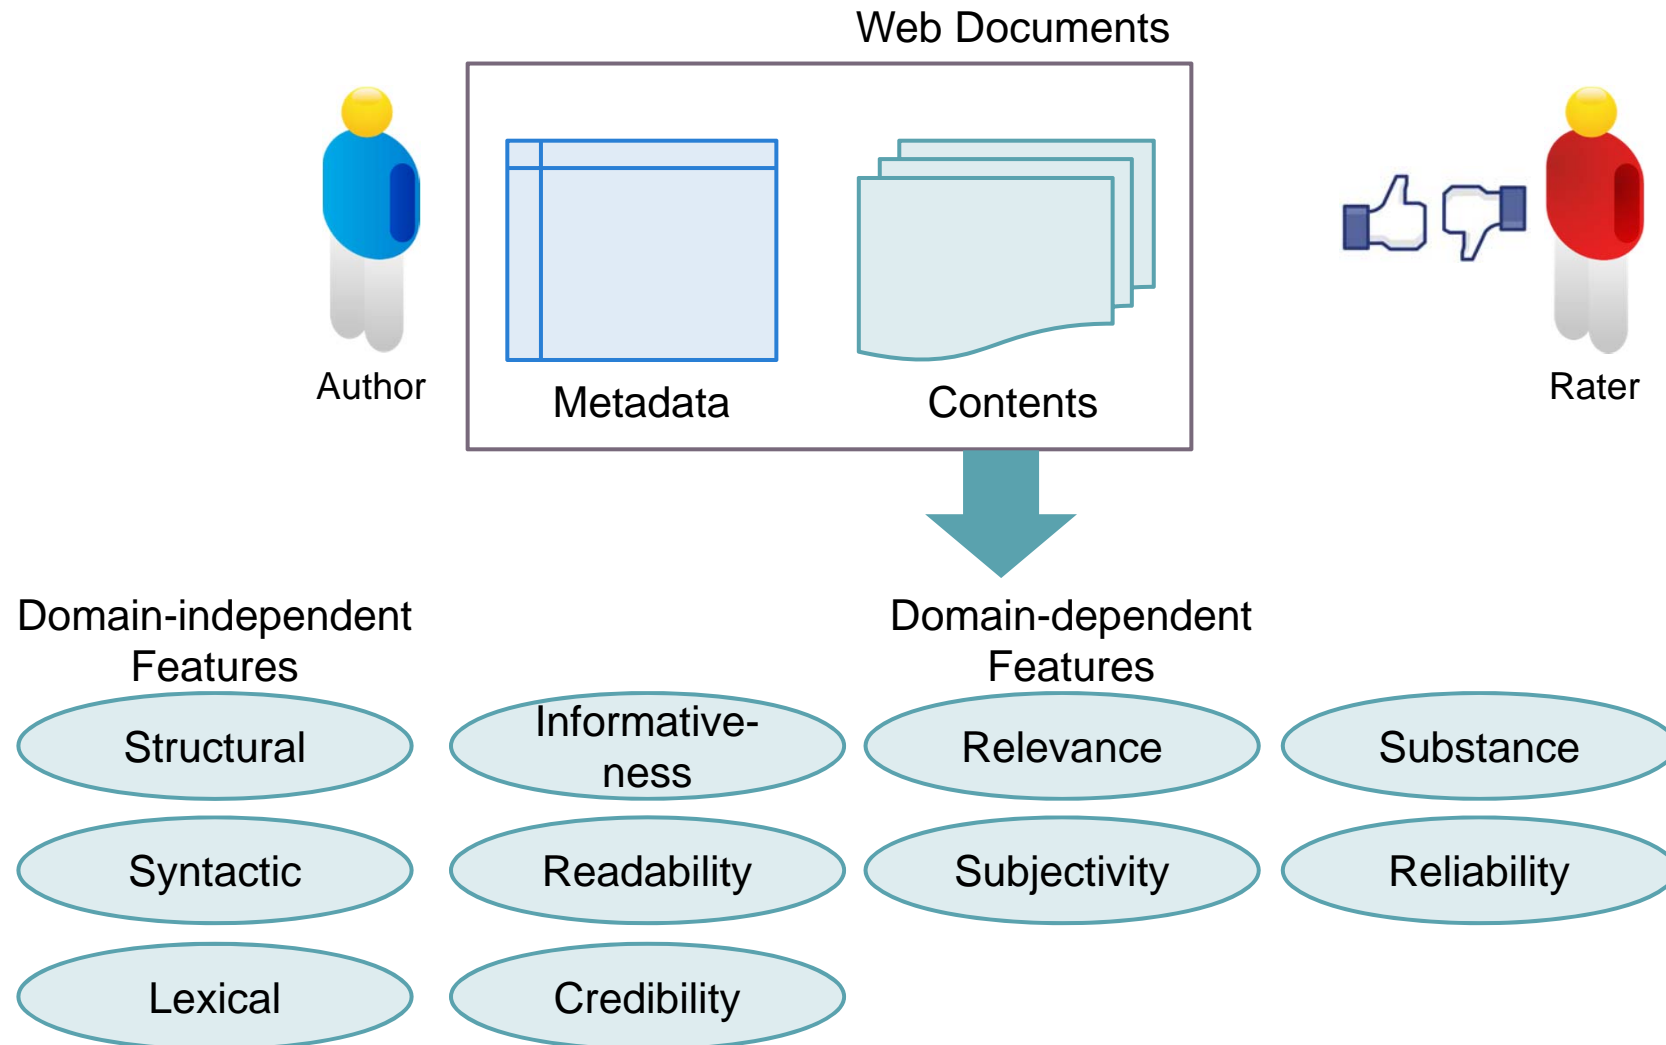 Web Documents
Author
Metadata
Contents
Rater
Domain-independent
Features
Domain-dependent
Features
Structural
Informative-
ness
Relevance
Substance
Syntactic
Readability
Subjectivity
Reliability
Lexical
Credibility